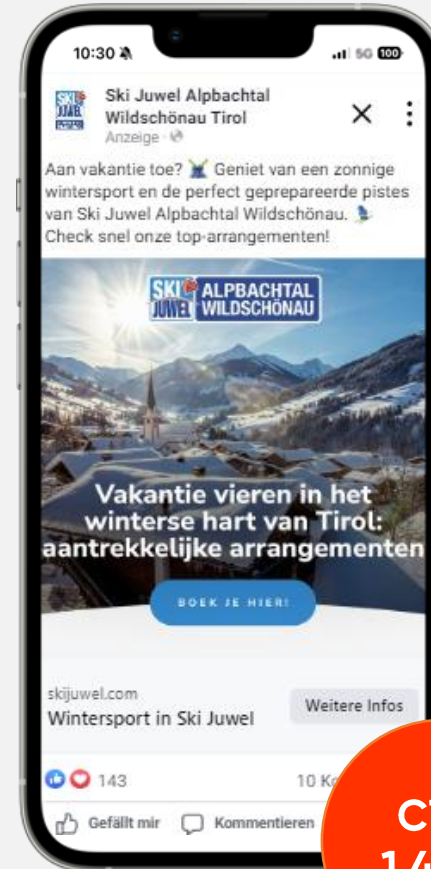 10:30
5G 100
SKI JUWEL
Ski Juwel Alpbachtal
Wildschönau Tirol
Anzeige
Aan vakantie toe? Geniet van een zonnige
wintersport en de perfect geprepareerde pistes
van Ski Juwel Alpbachtal Wildschönau.
Check snel onze top-arrangementen!
SKI JUWEL ALPBACHTAL
WILDSCHÖNAU
Vakantie vieren in het
winterse hart van Tirol:
aantrekkelijke arrangementen
BOEK JE HIER!
skijuwel.com
Wintersport in Ski Juwel
Weitere Infos
143
10
Gefällt mir
Kommentieren